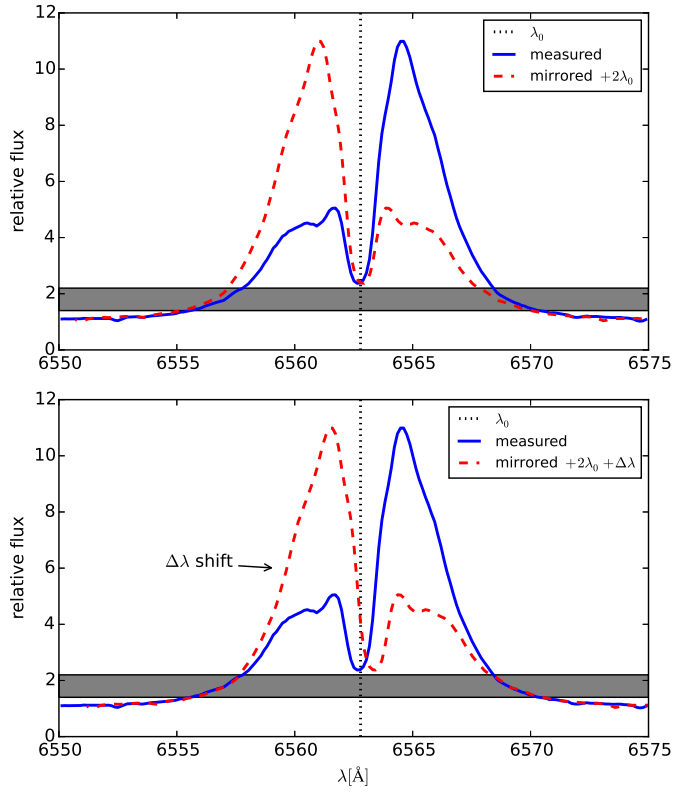 12
10
8
6
4
2
0
relative flux
λ₀
measured
mirrored +2λ₀
6550 6555 6560 6565 6570 6575
12
10
8
6
4
2
0
relative flux
λ₀
measured
mirrored +2λ₀ +Δλ
Δλ shift
6550 6555 6560 6565 6570 6575
λ[Å]